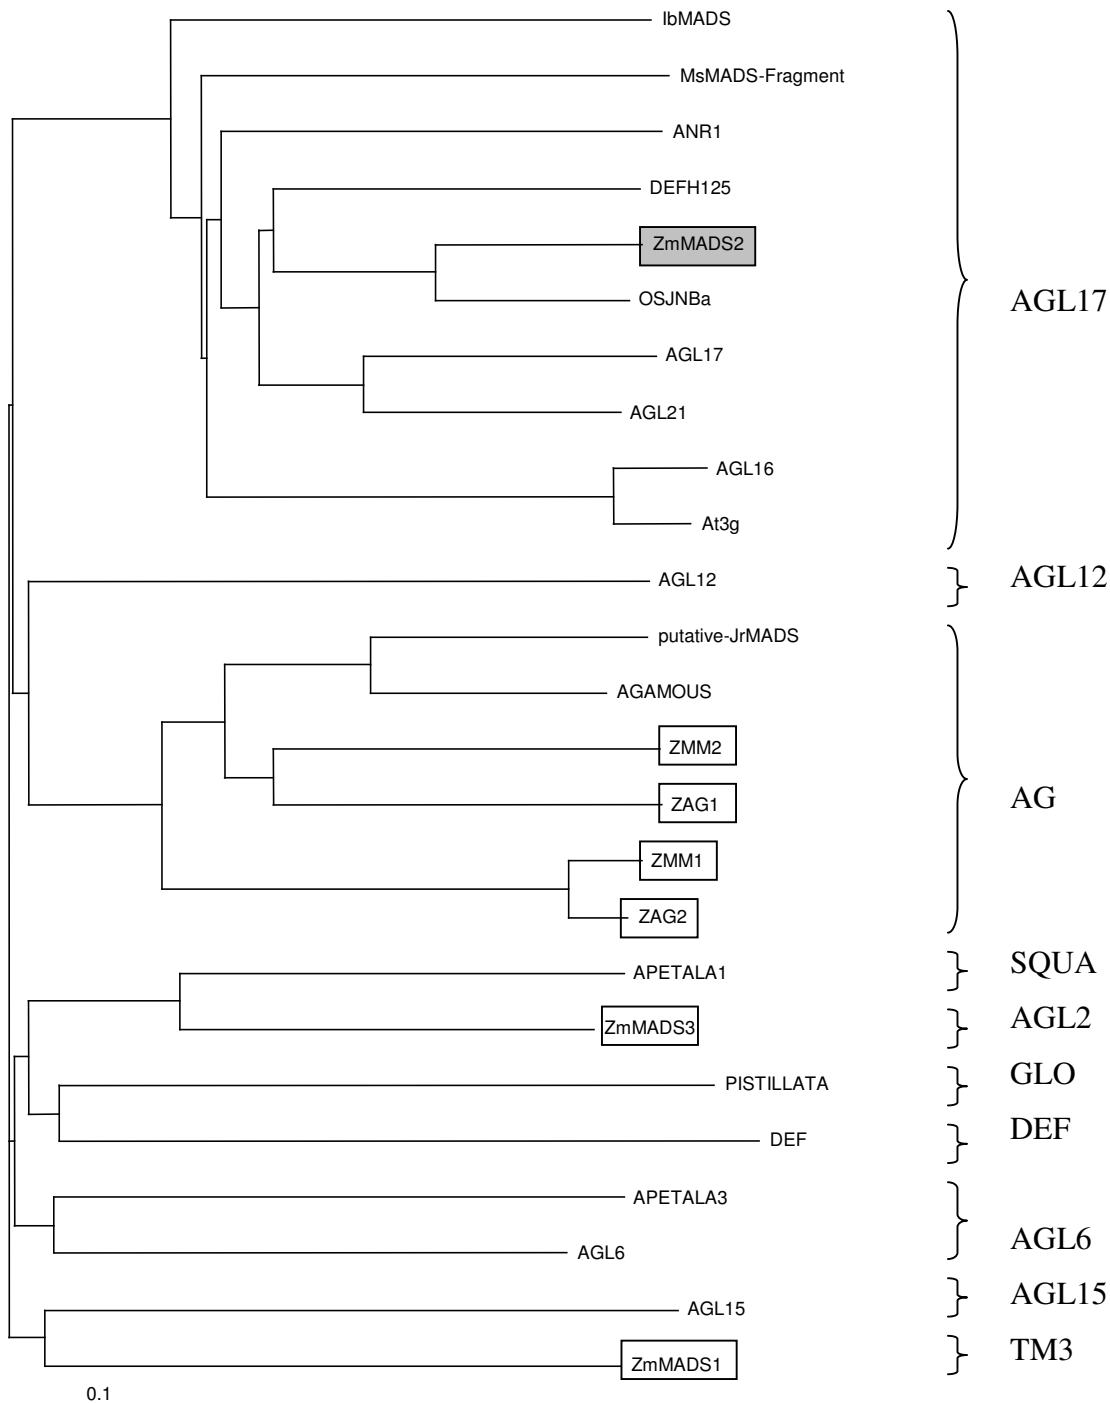 IbMADS
MsMADS-Fragment
ANR1
DEFH125
ZmMADS2
OSJNBa
AGL17
AGL17
AGL21
AGL16
At3g
AGL12
AGL12
putative-JrMADS
AGAMOUS
ZMM2
ZAG1
AG
ZMM1
ZAG2
SQUA
APETALA1
AGL2
ZmMADS3
GLO
PISTILLATA
DEF
DEF
APETALA3
AGL6
AGL6
AGL15
AGL15
TM3
ZmMADS1
0.1